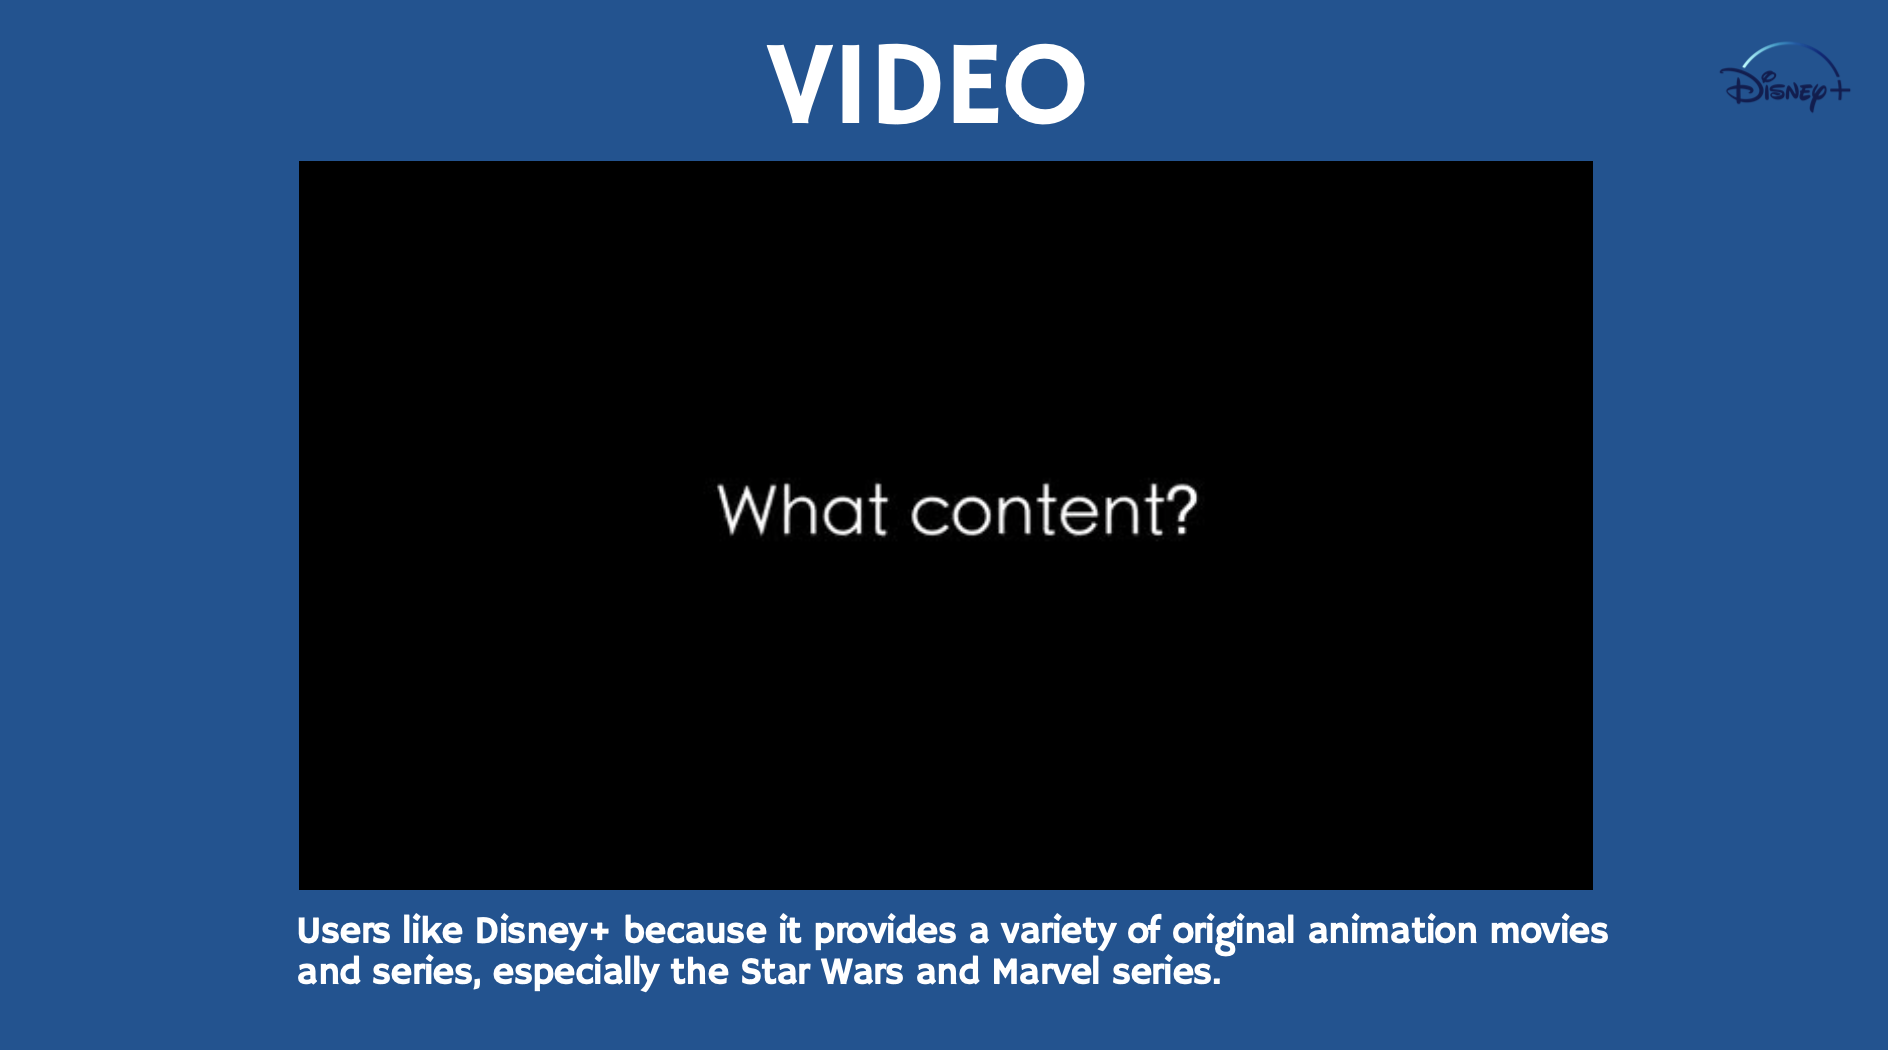 VIDEO
Disney+
What content?
Users like Disney+ because it provides a variety of original animation movies
and series, especially the Star Wars and Marvel series.